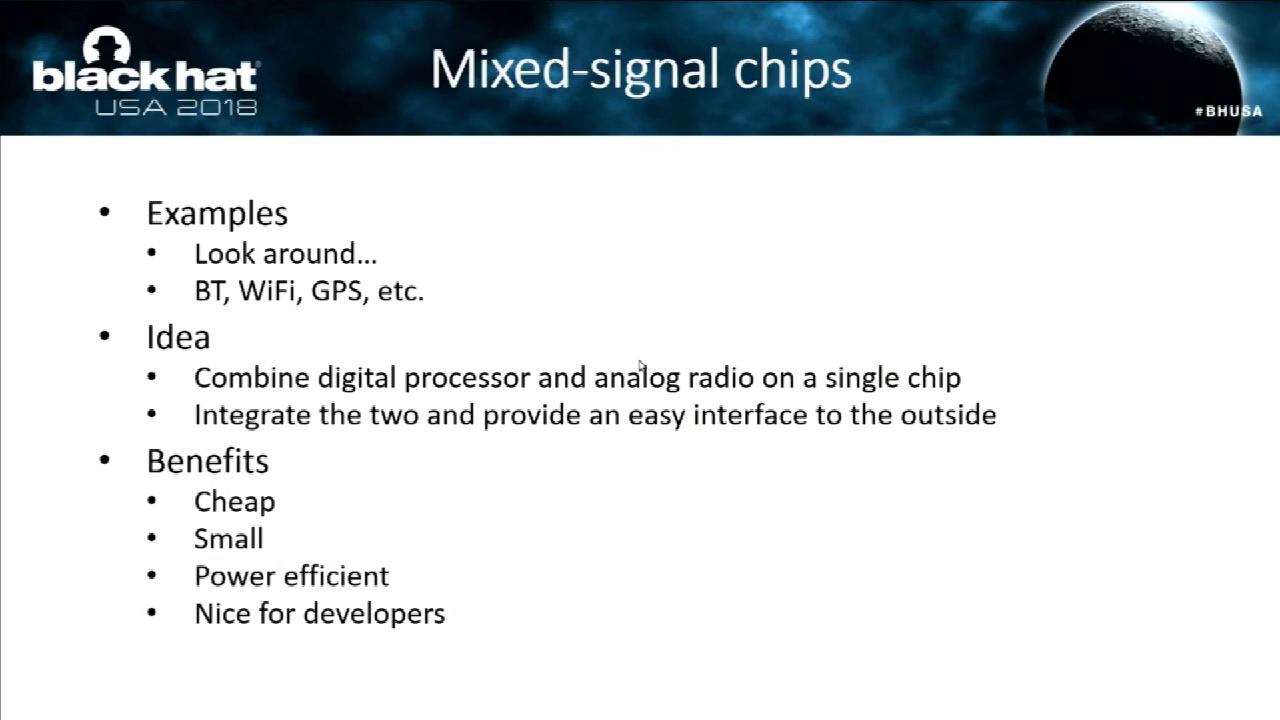 black hat
USA 2018
Mixed-signal chips
#BHUSA
• Examples
• Look around...
• BT, WiFi, GPS, etc.
• Idea
• Combine digital processor and analog radio on a single chip
• Integrate the two and provide an easy interface to the outside
• Benefits
• Cheap
• Small
• Power efficient
• Nice for developers